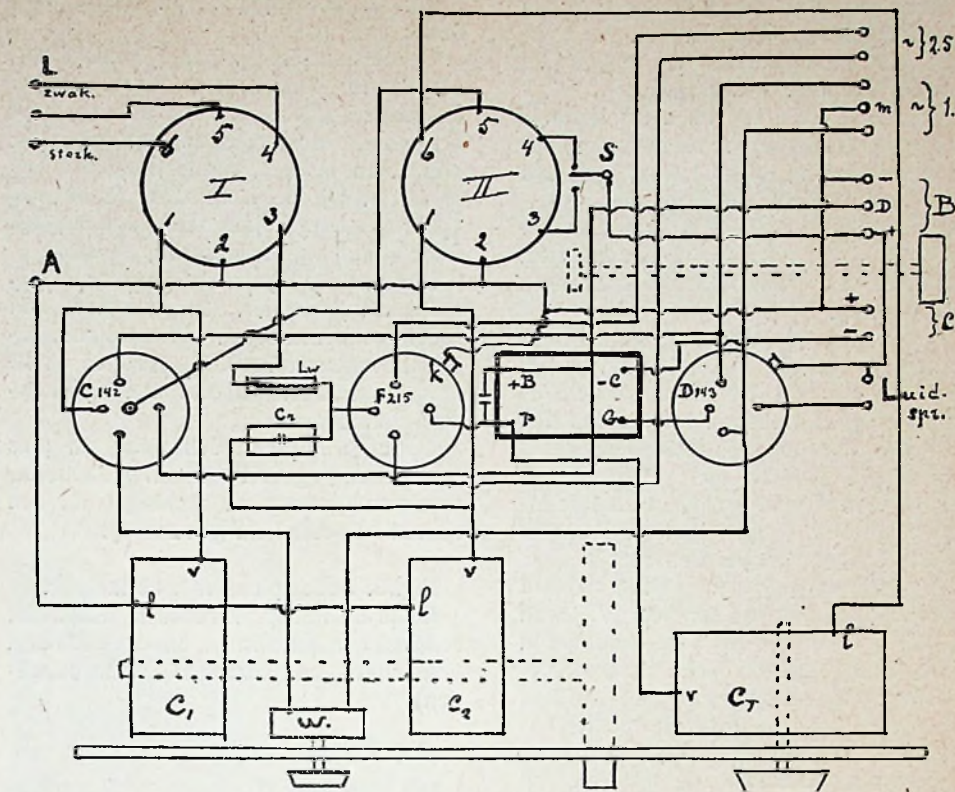 L
zwak.
sterk.
6
5
4
I
1
2
3
6
5
4
II
1
2
3
S
~}2.5
~}1.
m
-
D
+
}B
+
-
}C
A
C142
Lw
Cr
F215
+B
P
-C
G
D143
Luid-
spr.
v
l
C1
w.
v
l
C2
v
l
CT